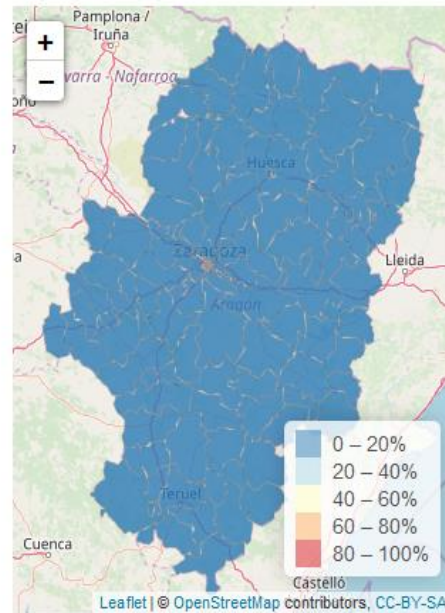 Pamplona /
Iruña
+
−
Navarra - Nafarroa
Huesca
Zaragoza
Lleida
Aragón
0 – 20%
20 – 40%
40 – 60%
60 – 80%
80 – 100%
Teruel
Cuenca
Castelló
Leaflet | © OpenStreetMap contributors, CC-BY-SA